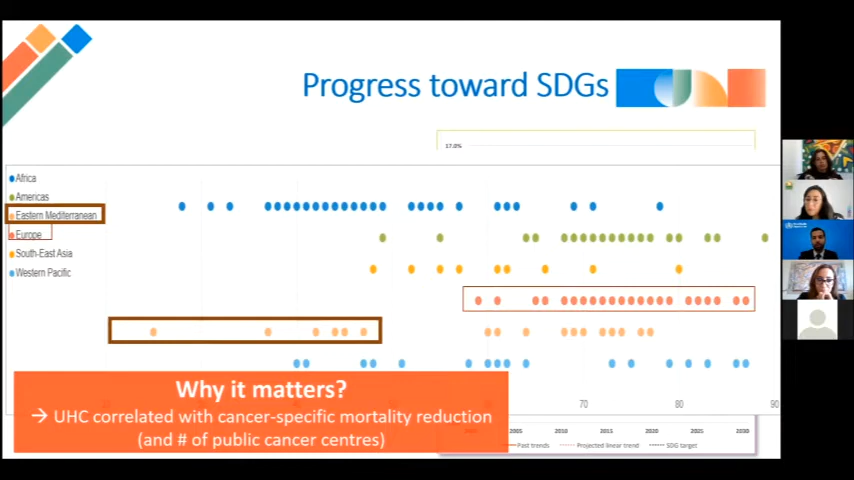 Progress toward SDGs
17.0%
Africa
Americas
Eastern Mediterranean
Europe
South-East Asia
Western Pacific
70
80
90
Why it matters?
→ UHC correlated with cancer-specific mortality reduction
(and # of public cancer centres)
2005
2010
2015
2020
2025
2030
Past trends
Projected linear trend
SDG target